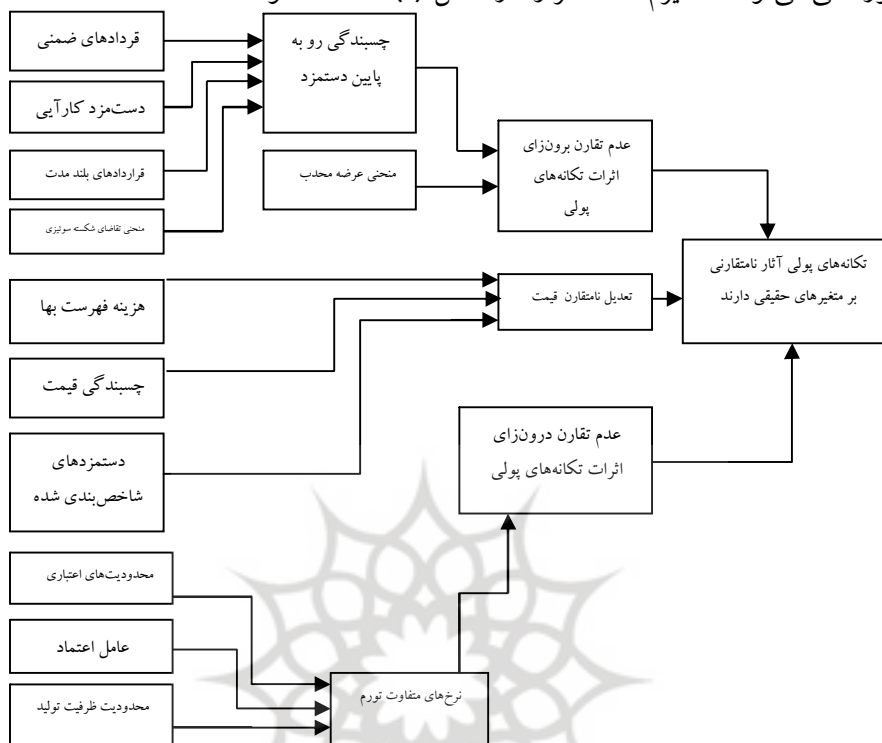 قردادهای ضمنی
چسبندگی رو به
پایین دستمزد
دست‌مزد کارآیی
قراردادهای بلند مدت
منحنی تقاضای شکسته سوئیزی
منحنی عرضه محدب
عدم تقارن برون‌زای
اثرات تکانه‌های
پولی
تکانه‌های پولی آثار نامتقارنی
بر متغیرهای حقیقی دارند
هزینه فهرست بها
تعدیل نامتقارن قیمت
چسبندگی قیمت
دستمزدهای
شاخص‌بندی شده
عدم تقارن درون‌زای
اثرات تکانه‌های پولی
محدودیت‌های اعتباری
عامل اعتماد
محدودیت ظرفیت تولید
نرخ‌های متفاوت تورم